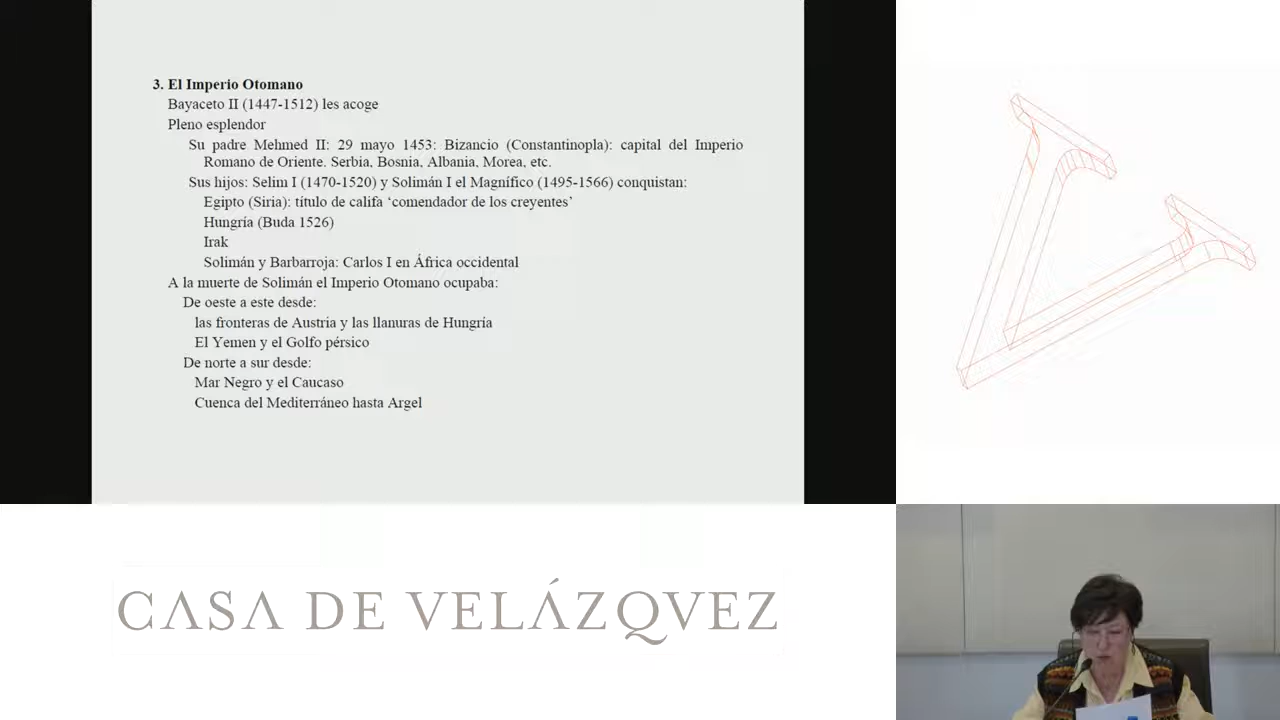 3. El Imperio Otomano
Bayaceto II (1447-1512) les acoge
Pleno esplendor
Su padre Mehmed II: 29 mayo 1453: Bizancio (Constantinopla): capital del Imperio
Romano de Oriente. Serbia, Bosnia, Albania, Morea, etc.
Sus hijos: Selim I (1470-1520) y Solimán I el Magnífico (1495-1566) conquistan:
Egipto (Siria): título de califa ‘comendador de los creyentes’
Hungría (Buda 1526)
Irak
Solimán y Barbarroja: Carlos I en África occidental
A la muerte de Solimán el Imperio Otomano ocupaba:
De oeste a este desde:
las fronteras de Austria y las llanuras de Hungría
El Yemen y el Golfo pérsico
De norte a sur desde:
Mar Negro y el Caucaso
Cuenca del Mediterráneo hasta Argel
CASA DE VELÁZQVEZ